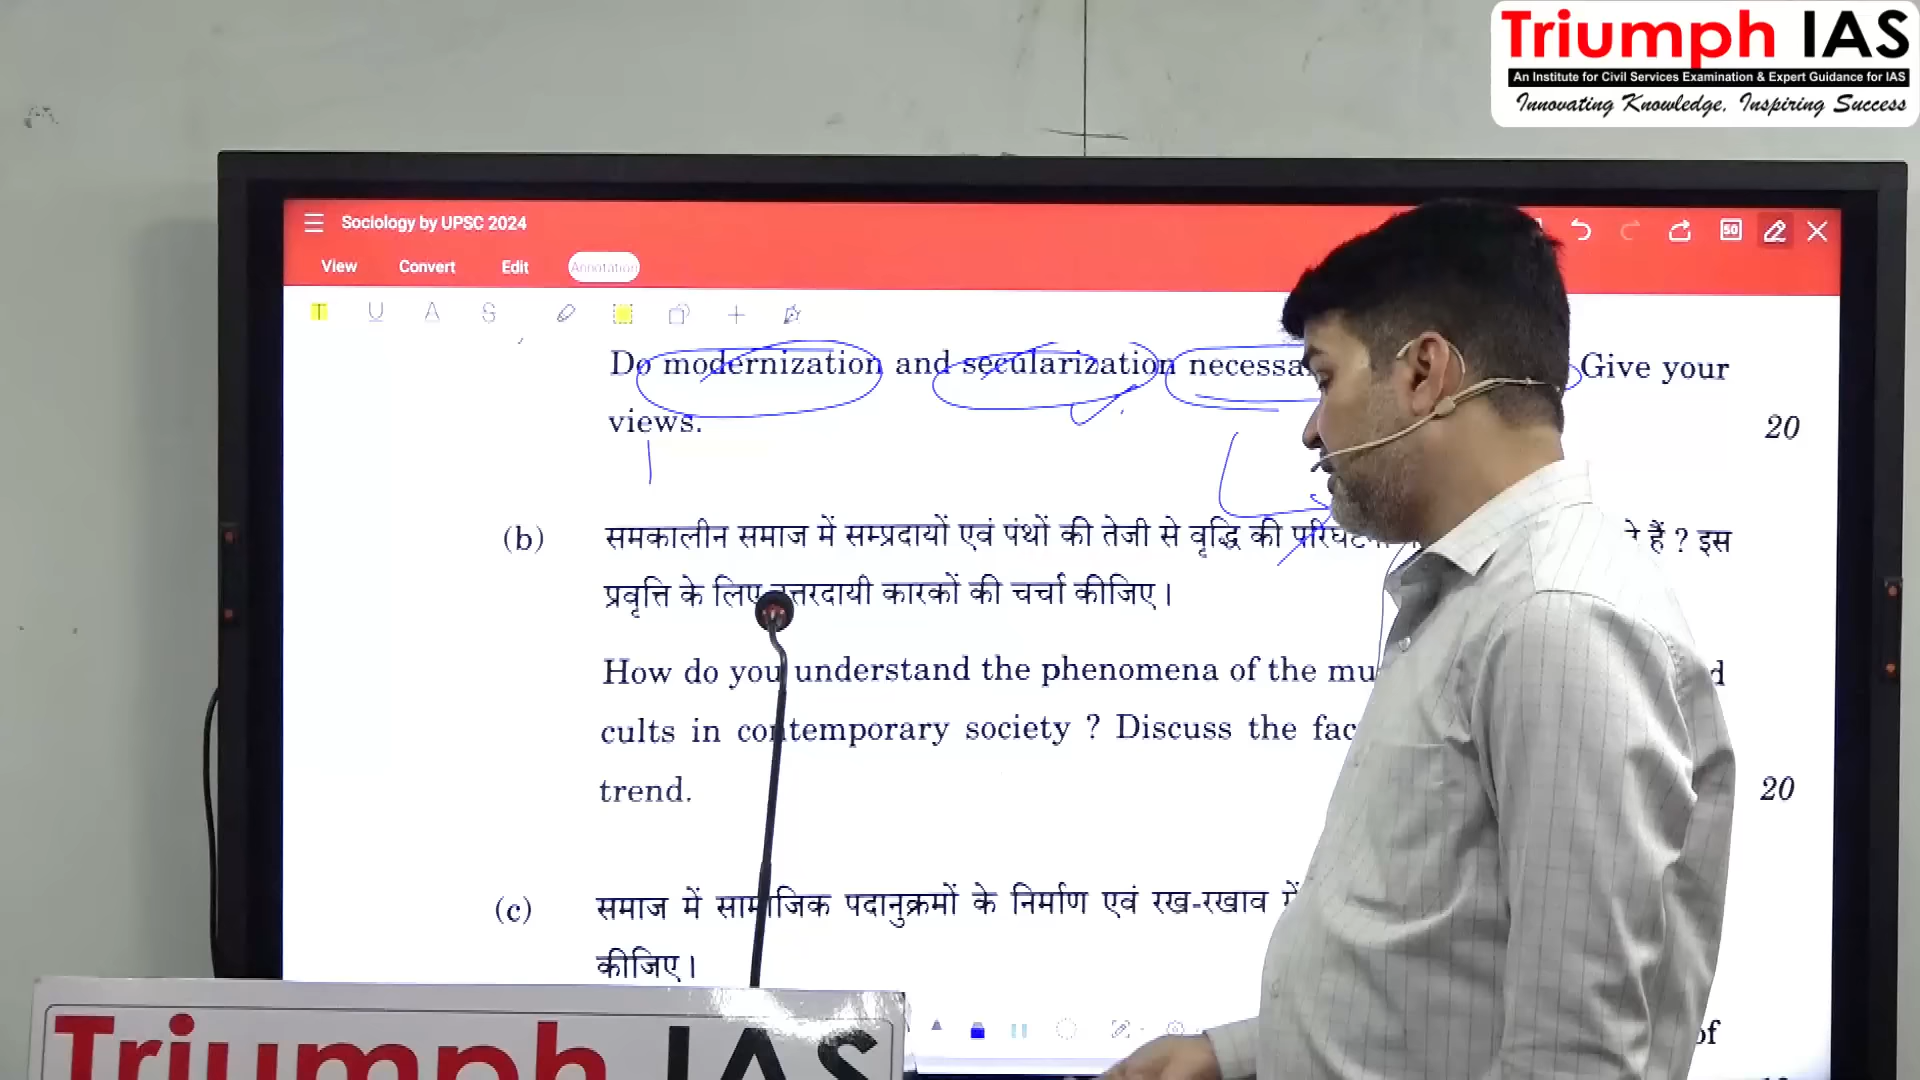 Triumph IAS
An Institute for Civil Services Examination & Expert Guidance for IAS
Innovating Knowledge, Inspiring Success
Sociology by UPSC 2024
50
View Convert Edit Annotation
T U A S
Do modernization and secularization Give your
views. 20
(b) समकालीन समाज में सम्प्रदायों एवं पंथों की तेजी से वृद्धि की हैं ? इस
प्रवृत्ति के लिए उत्तरदायी कारकों की चर्चा कीजिए ।
How do you understand the phenomena of the
cults in contemporary society ? Discuss the
trend. 20
(c) समाज में सामाजिक पदानुक्रमों के निर्माण एवं रख-रखाव में
कीजिए ।
of
Triumph IAS